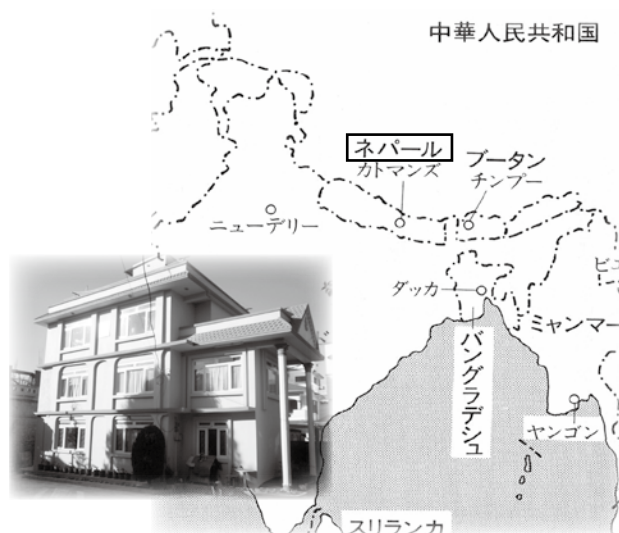 中華人民共和国
ネパール
カトマンズ
ブータン
チンプー
ニューデリー
ダッカ
バングラデシュ
ミャンマー
ヤンゴン
スリランカ